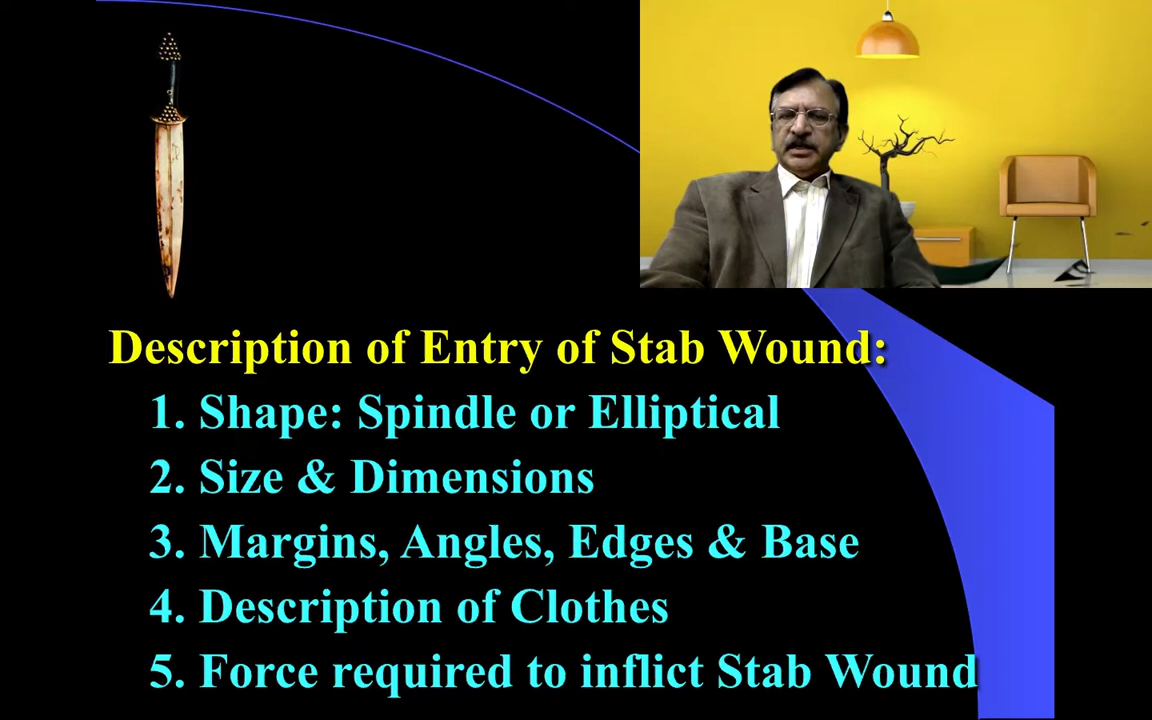 Description of Entry of Stab Wound:
1. Shape: Spindle or Elliptical
2. Size & Dimensions
3. Margins, Angles, Edges & Base
4. Description of Clothes
5. Force required to inflict Stab Wound